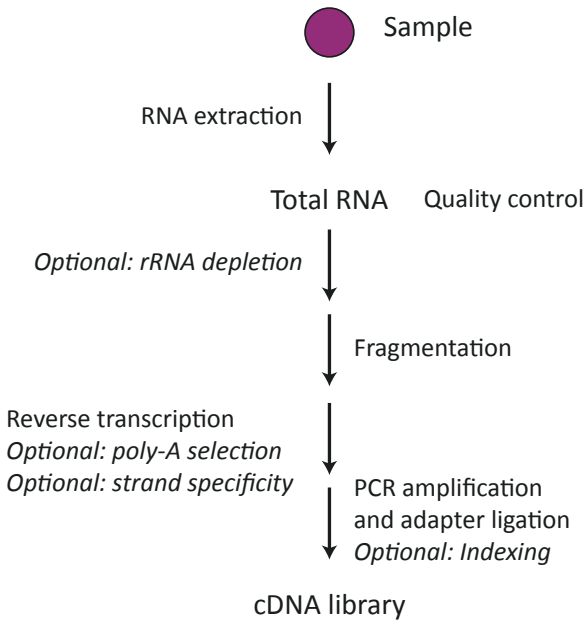 Sample
RNA extraction
Total RNA
Quality control
Optional: rRNA depletion
Fragmentation
Reverse transcription
Optional: poly-A selection
Optional: strand specificity
PCR amplification
and adapter ligation
Optional: Indexing
cDNA library